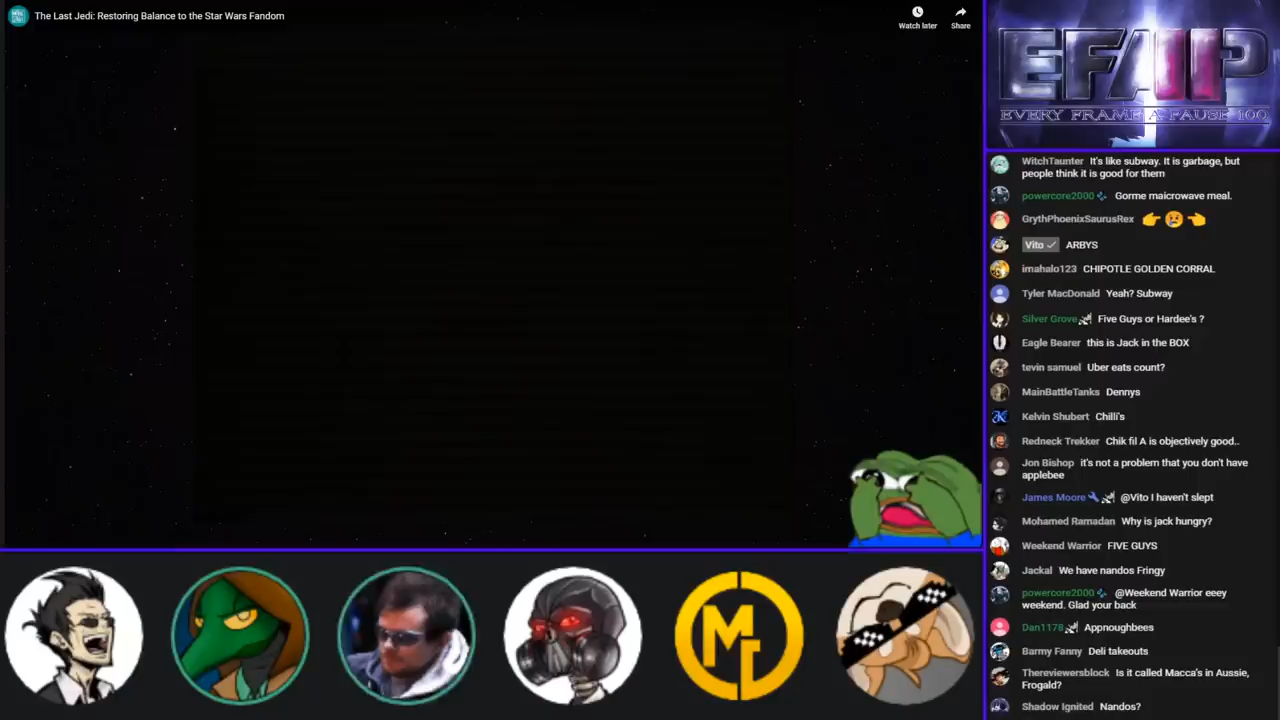 The Last Jedi: Restoring Balance to the Star Wars Fandom
Watch later
Share
EFAP
EVERY FRAME A PAUSE 100
WitchTaunter It's like subway. It is garbage, but
people think it is good for them
powercore2000 Gorme maicrowave meal.
GrythPhoenixSaurusRex
Vito ARBYS
imahalo123 CHIPOTLE GOLDEN CORRAL
Tyler MacDonald Yeah? Subway
Silver Grove Five Guys or Hardee's ?
Eagle Bearer this is Jack in the BOX
tevin samuel Uber eats count?
MainBattleTanks Dennys
Kelvin Shubert Chilli's
Redneck Trekker Chik fil A is objectively good..
Jon Bishop it's not a problem that you don't have
applebee
James Moore @Vito I haven't slept
Mohamed Ramadan Why is jack hungry?
Weekend Warrior FIVE GUYS
Jackal We have nandos Fringy
powercore2000 @Weekend Warrior eeey
weekend. Glad your back
Dan1178 Appnoughbees
Barmy Fanny Deli takeouts
Thereviewersblock Is it called Macca's in Aussie,
Frogald?
Shadow Ignited Nandos?
MG